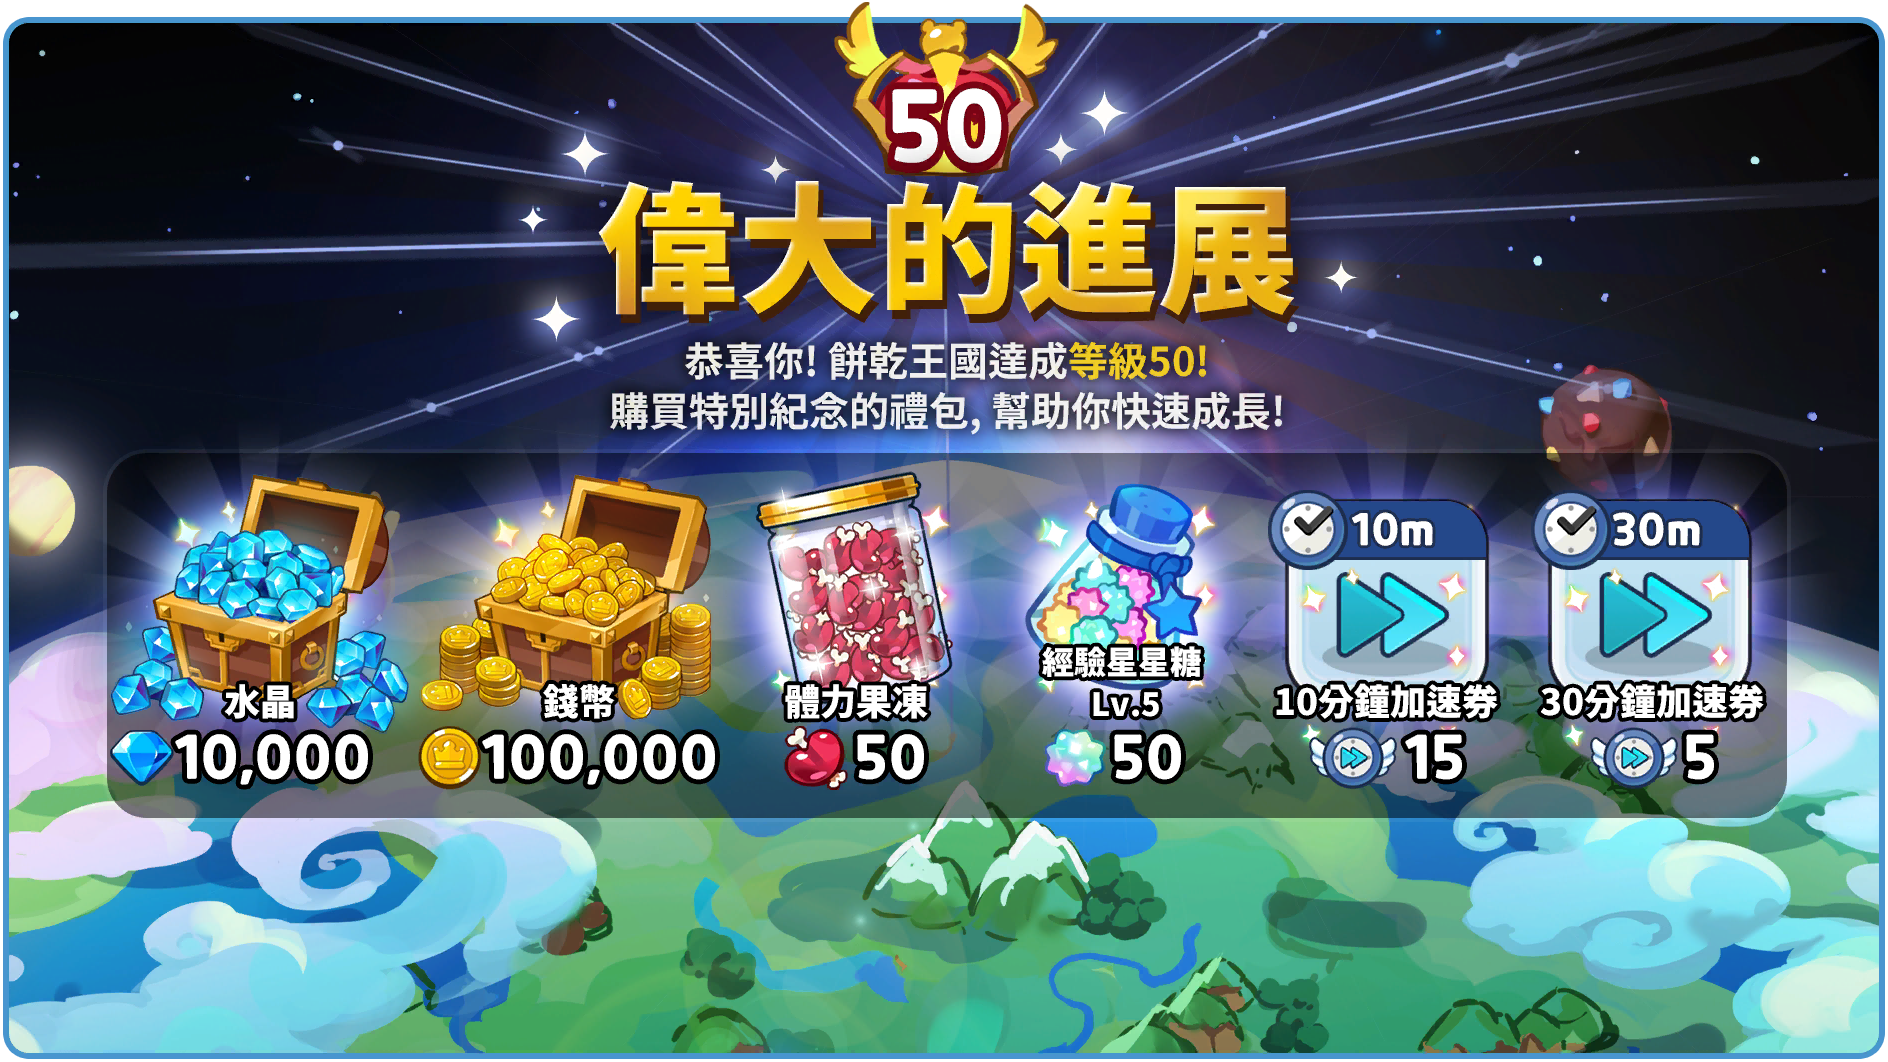 50
偉大的進展
恭喜你! 餅乾王國達成等級50!
購買特別紀念的禮包, 幫助你快速成長!
水晶
10,000
錢幣
100,000
體力果凍
50
經驗星星糖
Lv.5
50
10m
10分鐘加速券
15
30m
30分鐘加速券
5